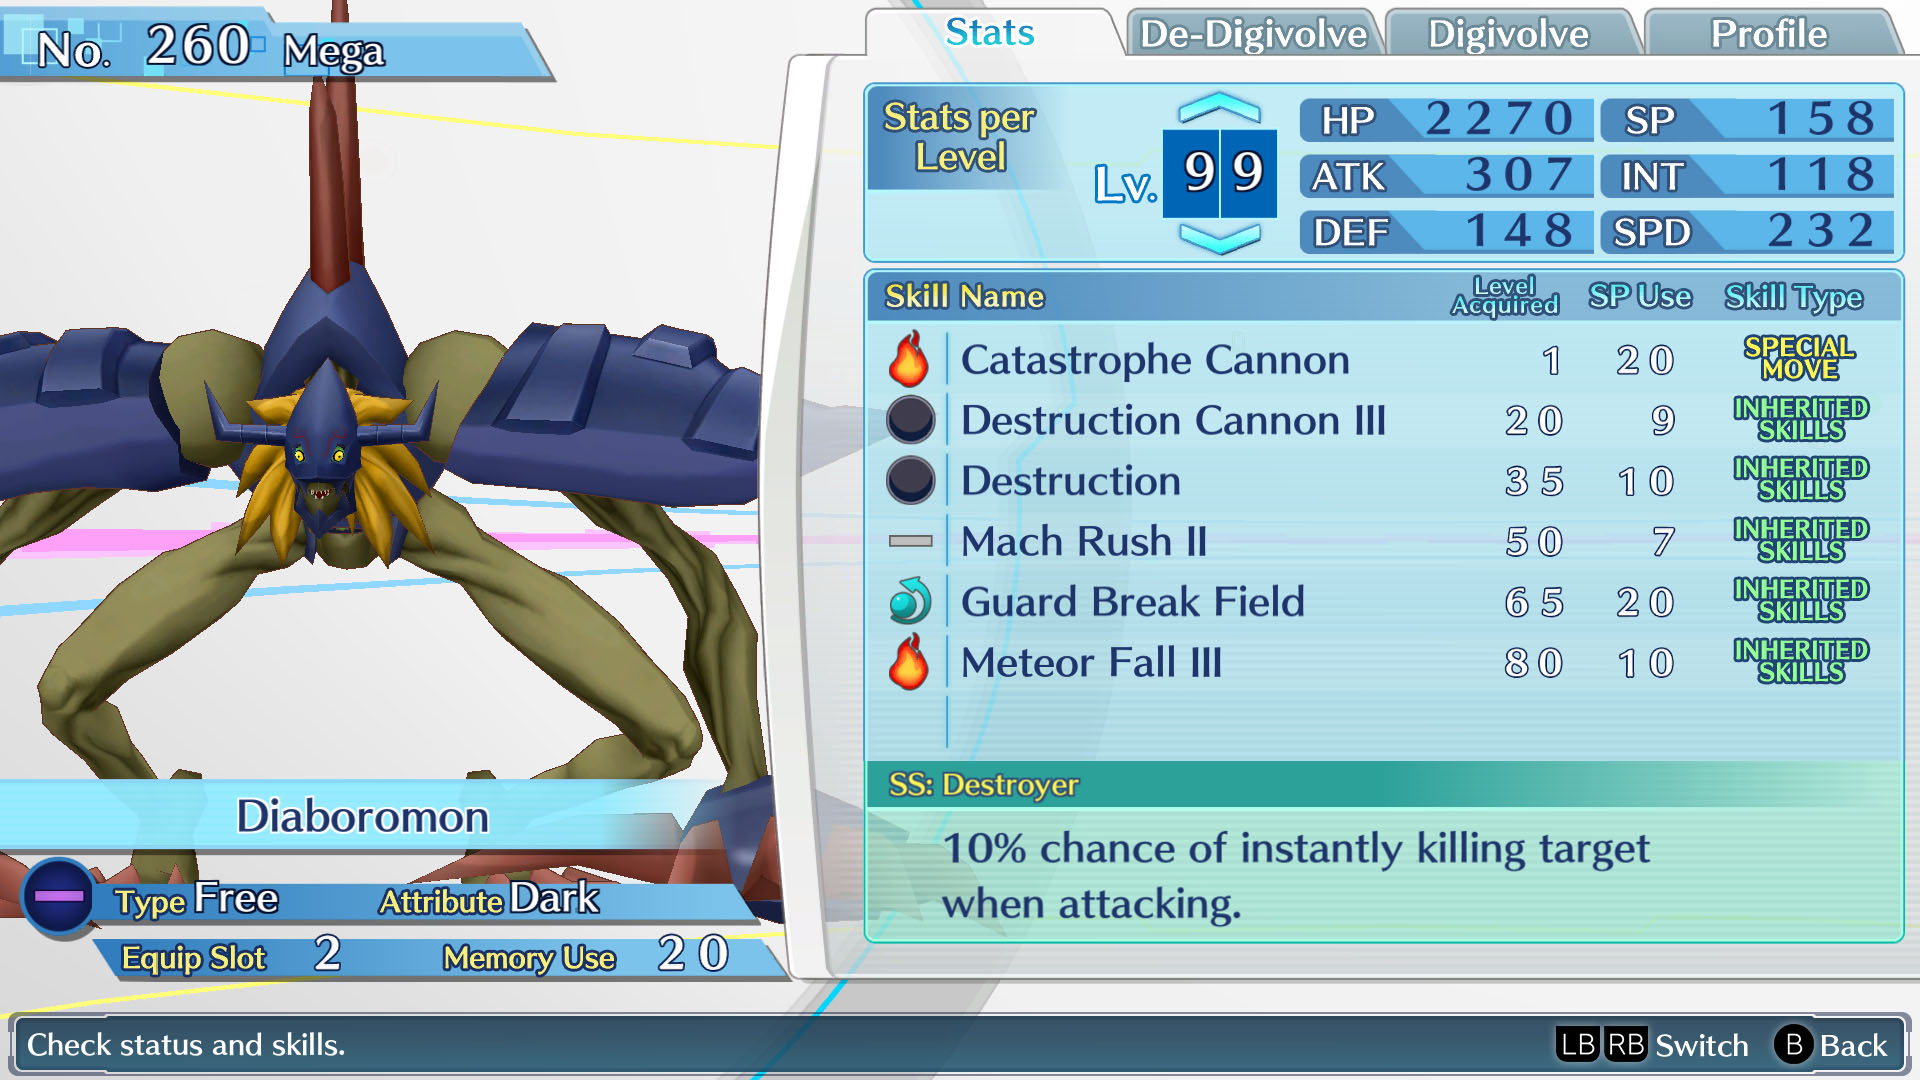 No. 260 Mega
Stats
De-Digivolve
Digivolve
Profile
Stats per
Level
Lv. 99
HP 2270
SP 158
ATK 307
INT 118
DEF 148
SPD 232
Skill Name
Level
Acquired
SP Use
Skill Type
Catastrophe Cannon 1 20 SPECIAL
MOVE
Destruction Cannon III 20 9 INHERITED
SKILLS
Destruction 35 10 INHERITED
SKILLS
Mach Rush II 50 7 INHERITED
SKILLS
Guard Break Field 65 20 INHERITED
SKILLS
Meteor Fall III 80 10 INHERITED
SKILLS
SS: Destroyer
10% chance of instantly killing target
when attacking.
Diaboromon
Type Free Attribute Dark
Equip Slot 2 Memory Use 20
Check status and skills.
LB RB Switch B Back